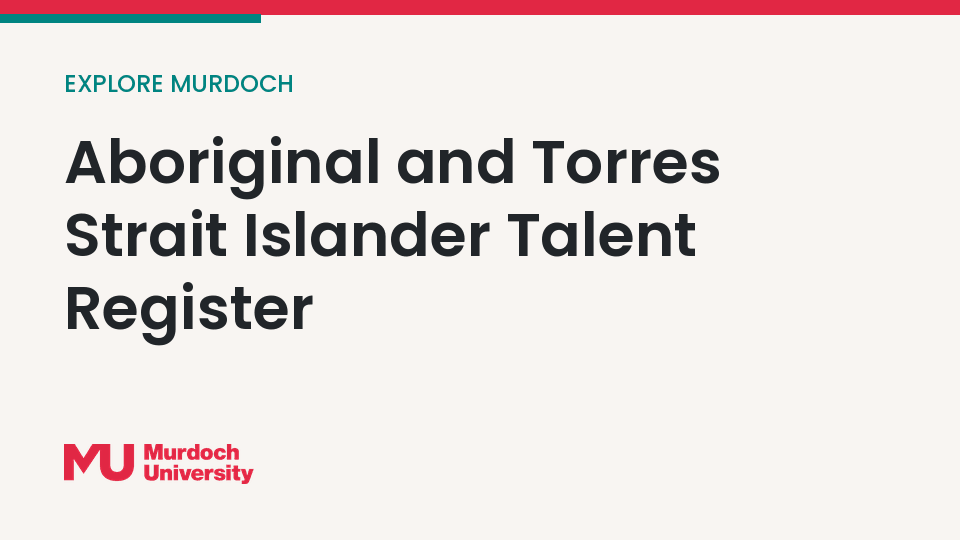 EXPLORE MURDOCH
Aboriginal and Torres
Strait Islander Talent
Register
MU Murdoch
University